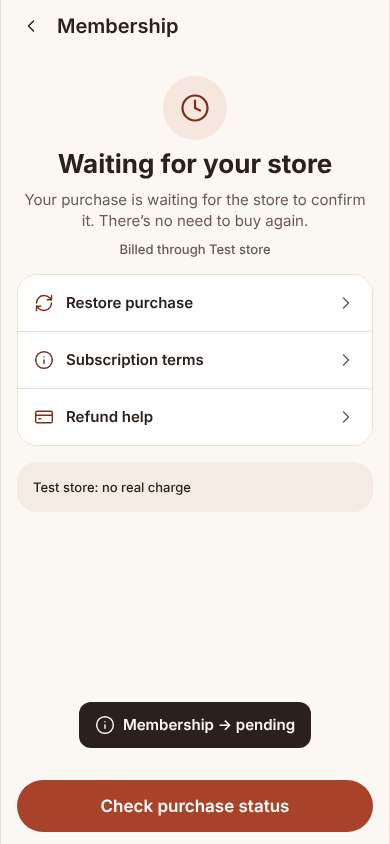 Membership
Waiting for your store
Your purchase is waiting for the store to confirm
it. There’s no need to buy again.
Billed through Test store
Restore purchase
Subscription terms
Refund help
Test store: no real charge
Membership → pending
Check purchase status